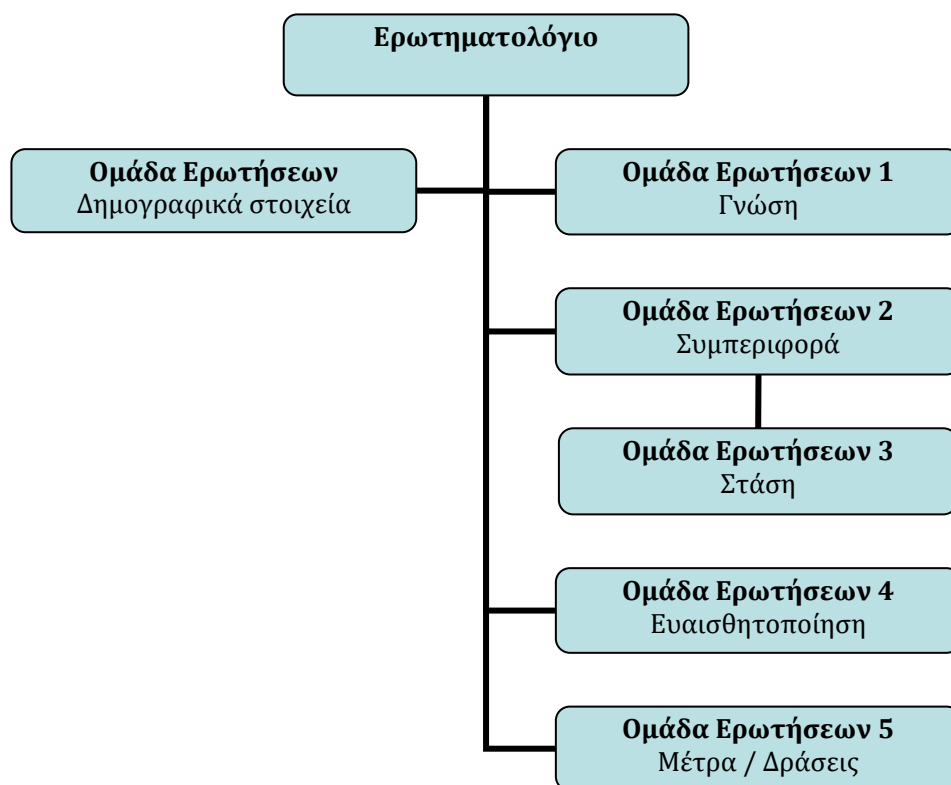 Ερωτηματολόγιο
Ομάδα Ερωτήσεων
Δημογραφικά στοιχεία
Ομάδα Ερωτήσεων 1
Γνώση
Ομάδα Ερωτήσεων 2
Συμπεριφορά
Ομάδα Ερωτήσεων 3
Στάση
Ομάδα Ερωτήσεων 4
Ευαισθητοποίηση
Ομάδα Ερωτήσεων 5
Μέτρα / Δράσεις